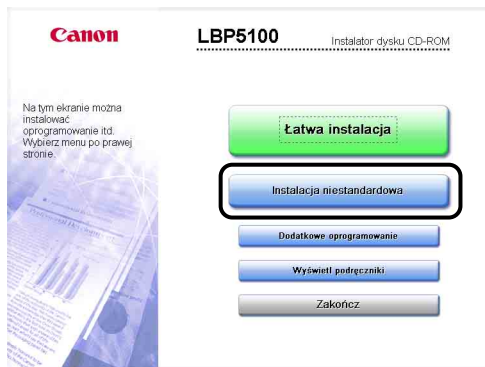 Canon
LBP5100
Instalator dysku CD-ROM
Na tym ekranie można
instalować
oprogramowanie itd.
Wybierz menu po prawej
stronie.
Łatwa instalacja
Instalacja niestandardowa
Dodatkowe oprogramowanie
Wyświetl podręczniki
Zakończ